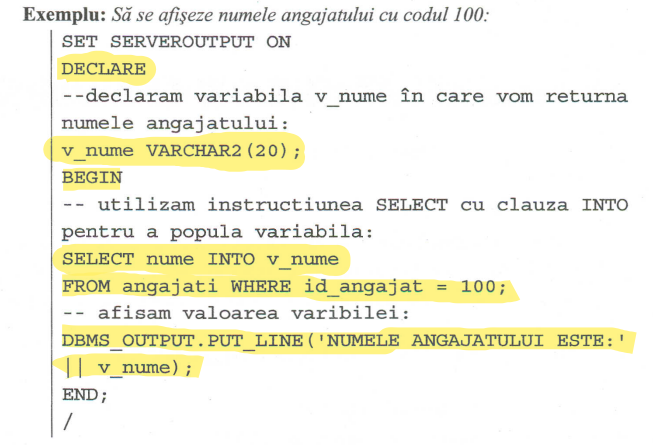 Exemplu: Să se afişeze numele angajatului cu codul 100:
SET SERVEROUTPUT ON
DECLARE
--declaram variabila v_nume în care vom returna
numele angajatului:
v_nume VARCHAR2(20);
BEGIN
-- utilizam instructiunea SELECT cu clauza INTO
pentru a popula variabila:
SELECT nume INTO v_nume
FROM angajati WHERE id_angajat = 100;
-- afisam valoarea varibilei:
DBMS_OUTPUT.PUT_LINE('NUMELE ANGAJATULUI ESTE:'
|| v_nume);
END;
/